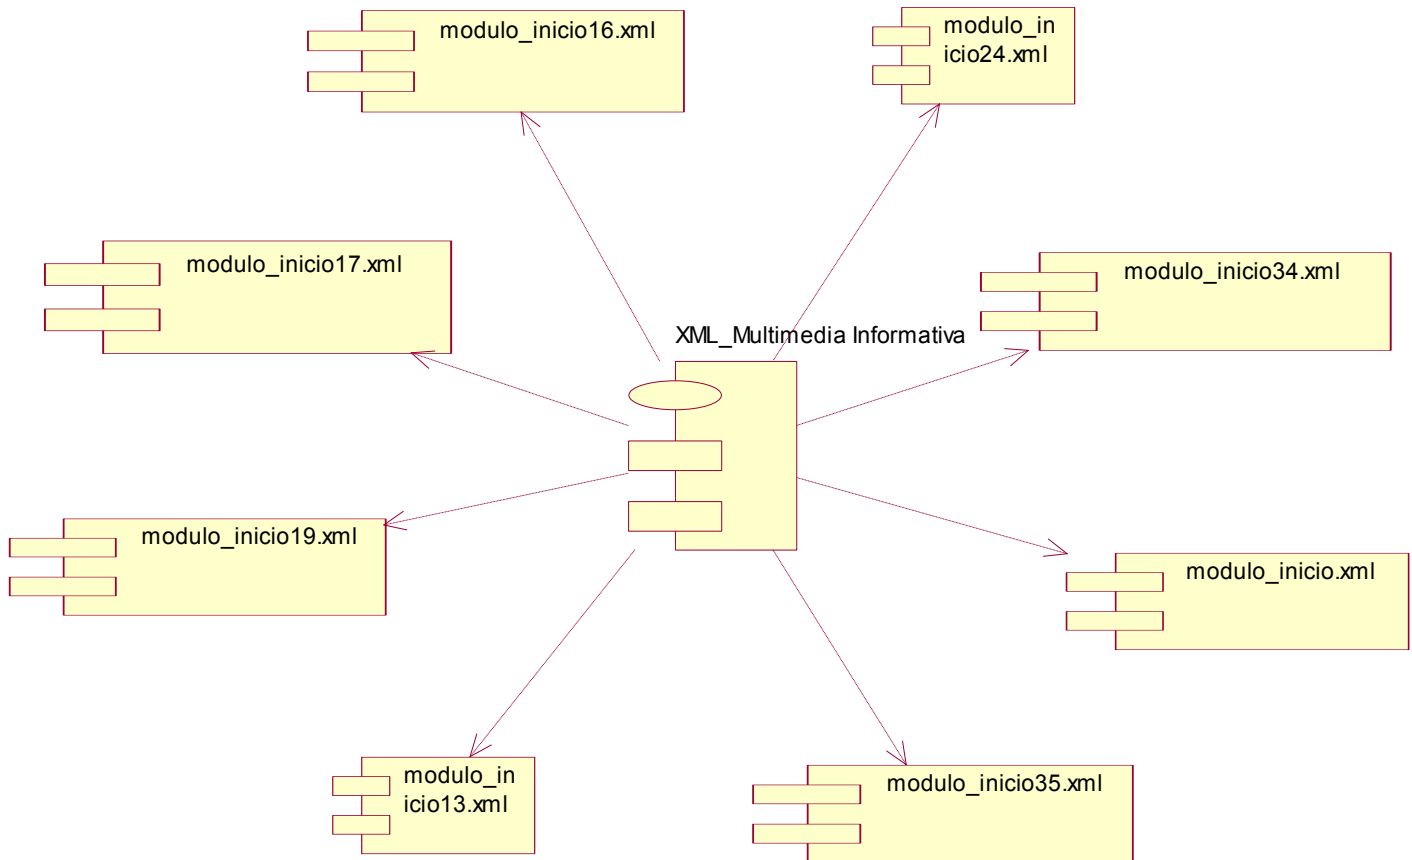 modulo_inicio16.xml
modulo_in
icio24.xml
modulo_inicio17.xml
modulo_inicio34.xml
XML_Multimedia Informativa
modulo_inicio19.xml
modulo_inicio.xml
modulo_in
icio13.xml
modulo_inicio35.xml